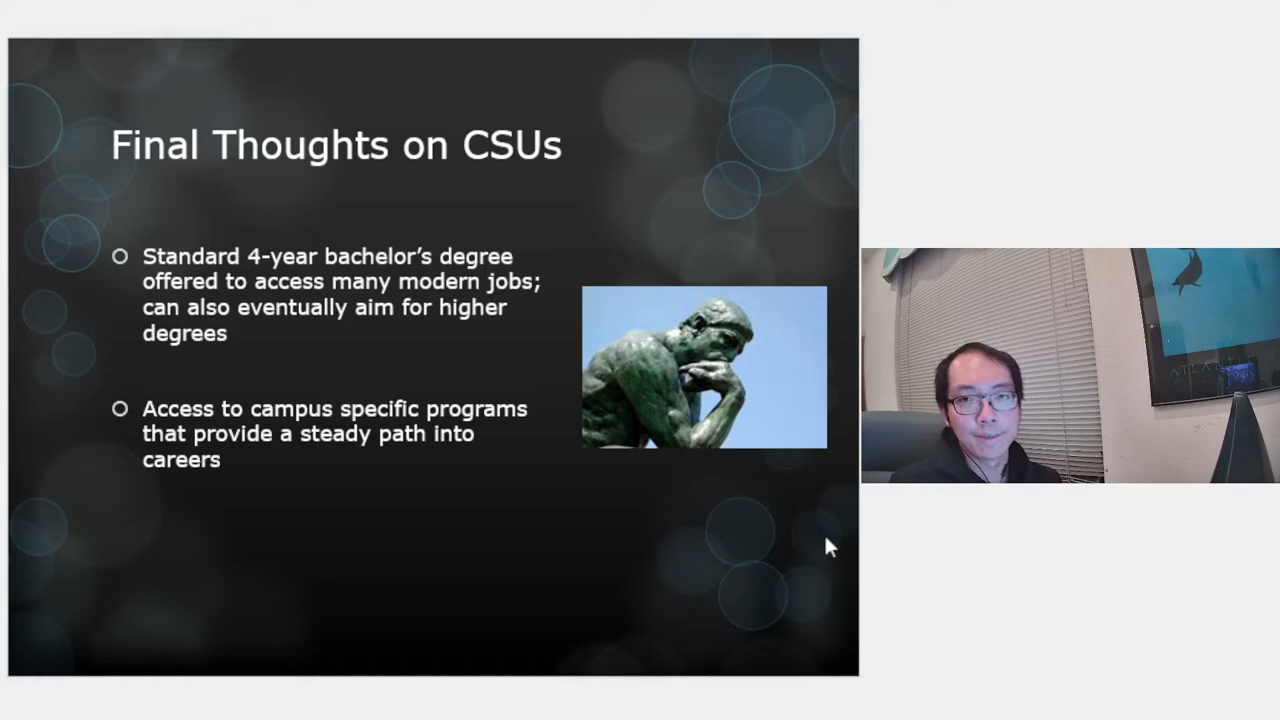 Final Thoughts on CSUs
Standard 4-year bachelor’s degree
offered to access many modern jobs;
can also eventually aim for higher
degrees
Access to campus specific programs
that provide a steady path into
careers